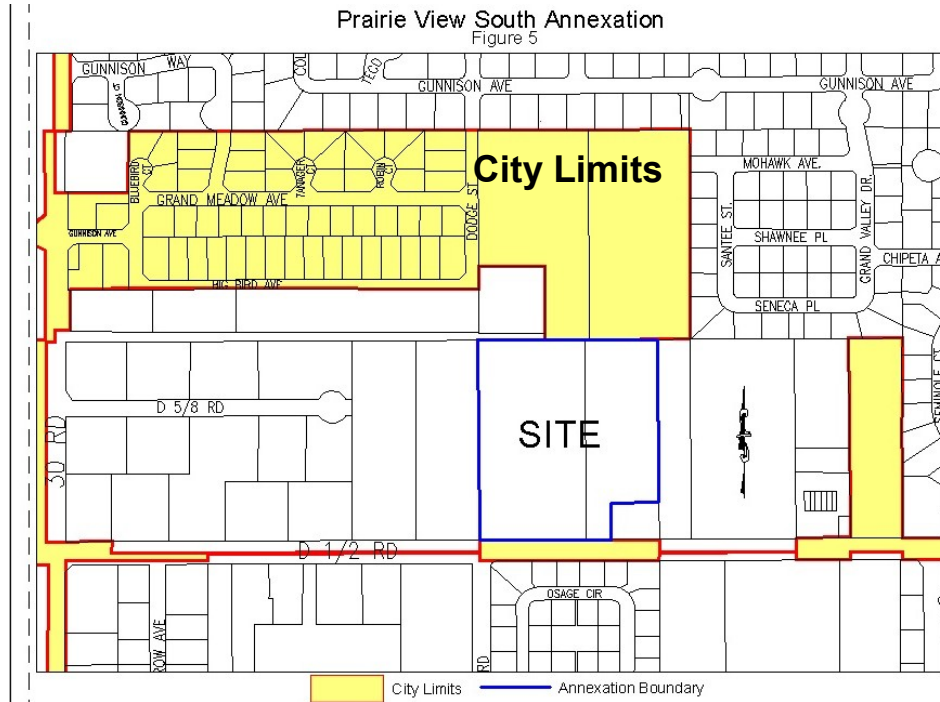 Prairie View South Annexation
Figure 5
GUNNISON WAY
TECO
GUNNISON AVE
GUNNISON AVE
City Limits
BLUEBIRD CT
TANAGER CT
ROBIN CT
MOHAWK AVE.
GRAND MEADOW AVE
DODGE ST.
SANTEE ST.
GRAND VALLEY DR.
GUNNISON AVE
SHAWNEE PL
CHIPETA A
BIG BIRD AVE
SENECA PL
SEMINOLE CT
D 5/8 RD
30 RD
SITE
D 1/2 RD
OSAGE CIR
ROW AVE
RD
City Limits
Annexation Boundary